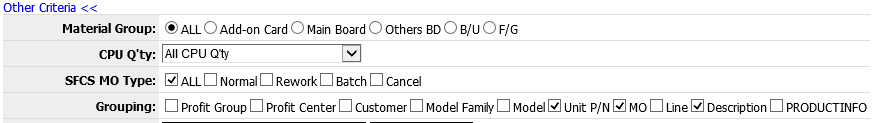 Other Criteria <<
Material Group: ALL Add-on Card Main Board Others BD B/U F/G
CPU Q'ty: All CPU Q'ty
SFCS MO Type: ALL Normal Rework Batch Cancel
Grouping: Profit Group Profit Center Customer Model Family Model Unit P/N MO Line Description PRODUCTINFO